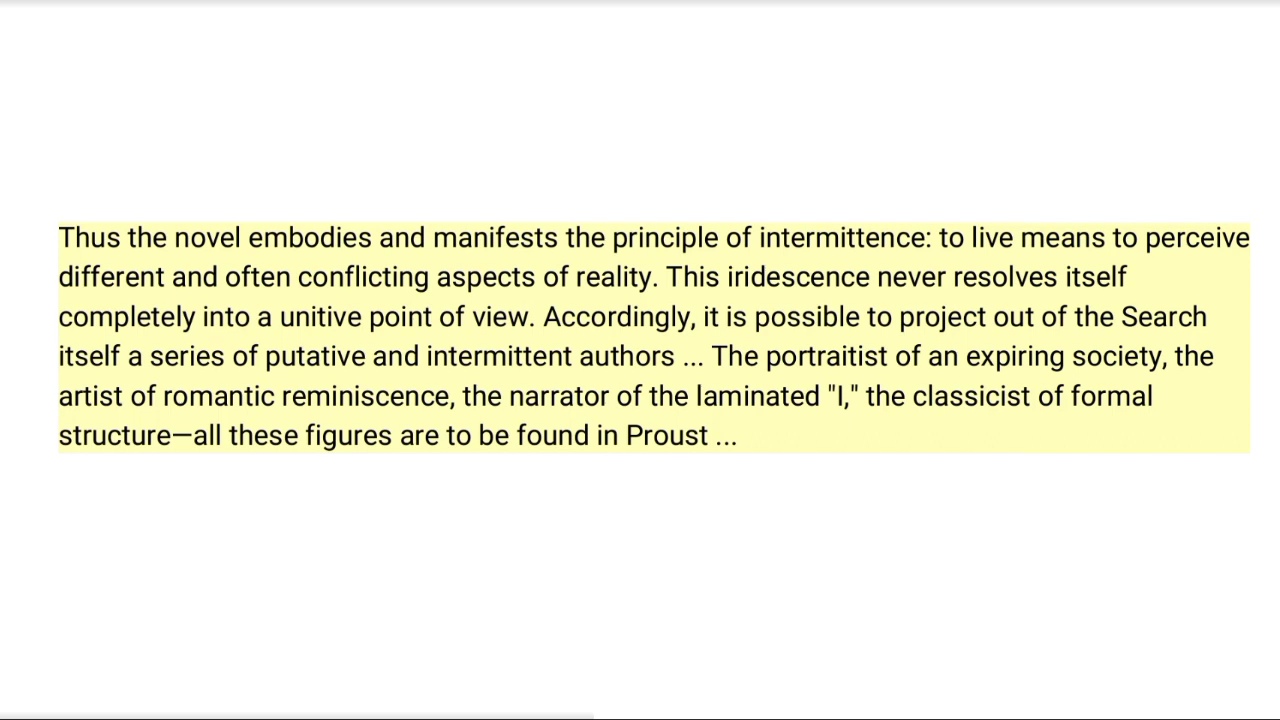 Thus the novel embodies and manifests the principle of intermittence: to live means to perceive
different and often conflicting aspects of reality. This iridescence never resolves itself
completely into a unitive point of view. Accordingly, it is possible to project out of the Search
itself a series of putative and intermittent authors ... The portraitist of an expiring society, the
artist of romantic reminiscence, the narrator of the laminated "I," the classicist of formal
structure—all these figures are to be found in Proust ...